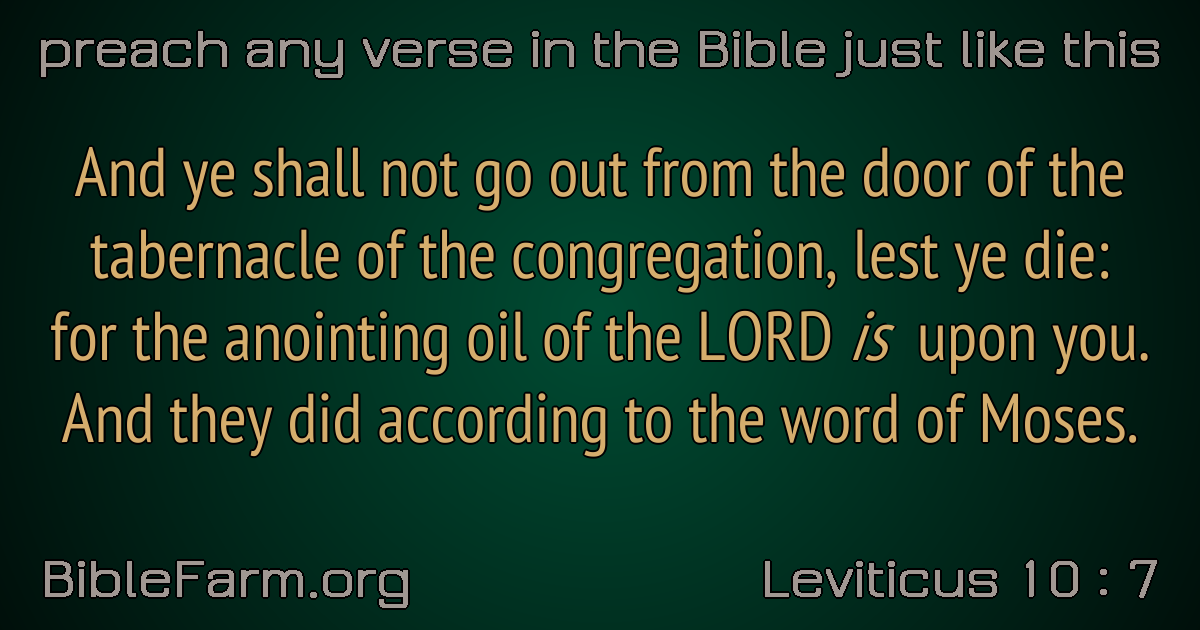 preach any verse in the Bible just like this
And ye shall not go out from the door of the
tabernacle of the congregation, lest ye die:
for the anointing oil of the LORD is upon you.
And they did according to the word of Moses.
BibleFarm.org
Leviticus 10 : 7